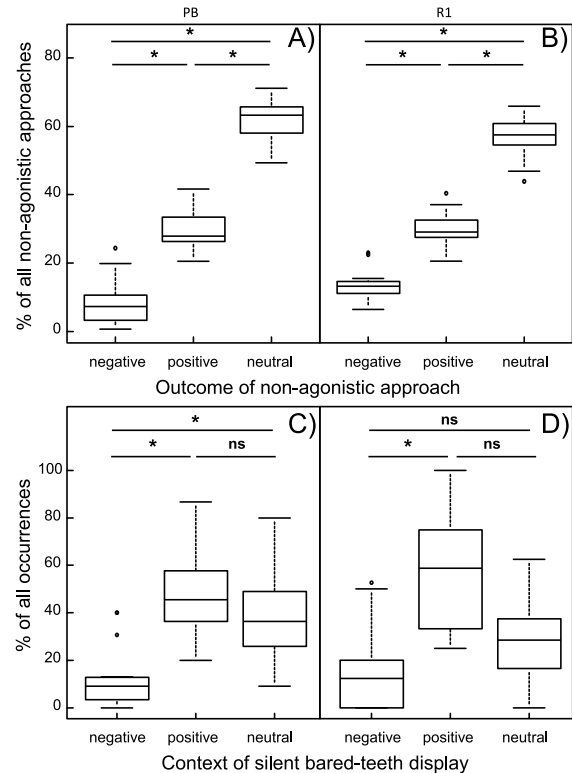 PB R1
A) B)
* *
* * * *
% of all non-agonistic approaches
80
60
40
20
0
negative positive neutral negative positive neutral
Outcome of non-agonistic approach
C) D)
* ns
* ns * ns
% of all occurrences
100
80
60
40
20
0
negative positive neutral negative positive neutral
Context of silent bared-teeth display